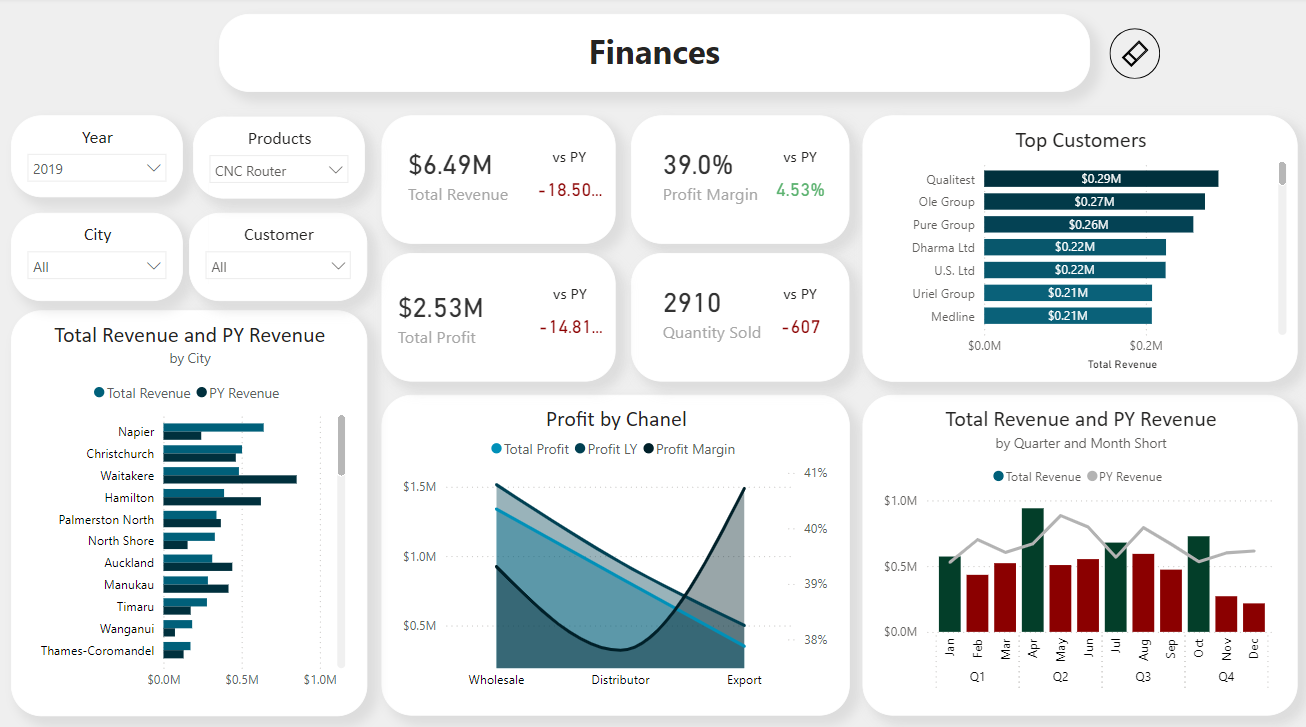 Finances
Year
2019
Products
CNC Router
City
All
Customer
All
$6.49M
Total Revenue
vs PY
-18.50...
39.0%
Profit Margin
vs PY
4.53%
$2.53M
Total Profit
vs PY
-14.81...
2910
Quantity Sold
vs PY
-607
Top Customers
Qualitest $0.29M
Ole Group $0.27M
Pure Group $0.26M
Dharma Ltd $0.22M
U.S. Ltd $0.22M
Uriel Group $0.21M
Medline $0.21M
$0.0M $0.2M
Total Revenue
Total Revenue and PY Revenue
by City
Total Revenue PY Revenue
Napier
Christchurch
Waitakere
Hamilton
Palmerston North
North Shore
Auckland
Manukau
Timaru
Wanganui
Thames-Coromandel
$0.0M $0.5M $1.0M
Profit by Chanel
Total Profit Profit LY Profit Margin
$1.5M
$1.0M
$0.5M
41%
40%
39%
38%
Wholesale Distributor Export
Total Revenue and PY Revenue
by Quarter and Month Short
Total Revenue PY Revenue
$1.0M
$0.5M
$0.0M
Jan Feb Mar Apr May Jun Jul Aug Sep Oct Nov Dec
Q1 Q2 Q3 Q4